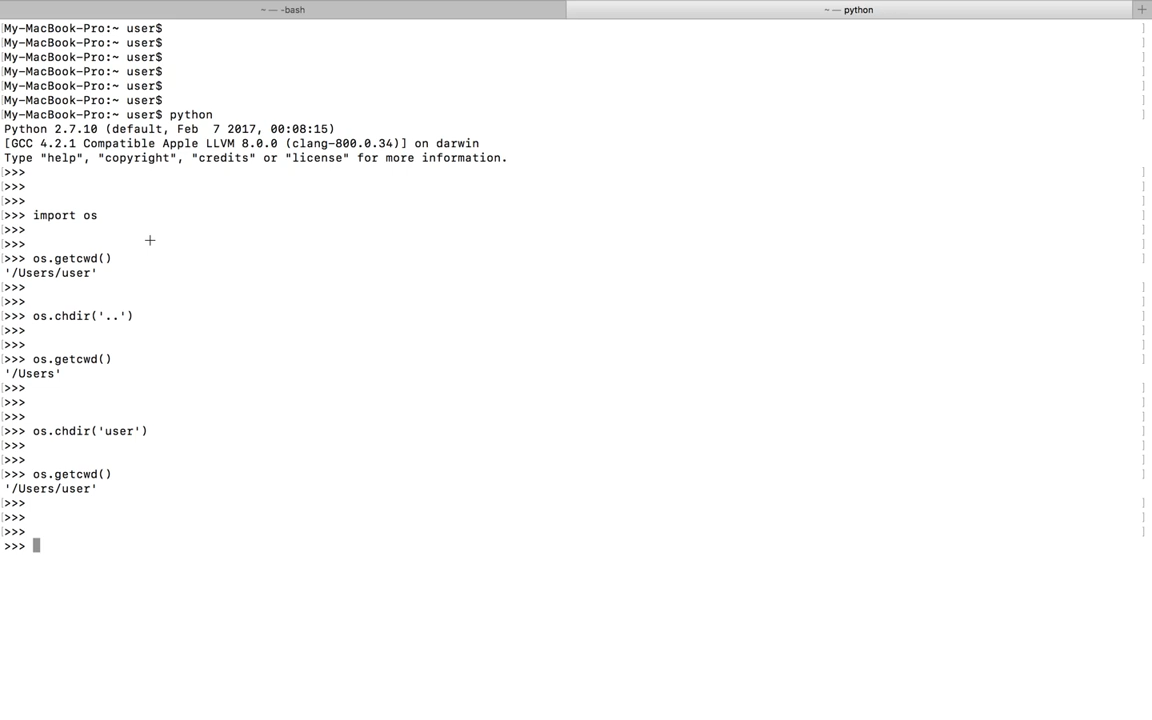 ~ — -bash
~ — python
+
My-MacBook-Pro:~ user$
My-MacBook-Pro:~ user$
My-MacBook-Pro:~ user$
My-MacBook-Pro:~ user$
My-MacBook-Pro:~ user$
My-MacBook-Pro:~ user$
My-MacBook-Pro:~ user$ python
Python 2.7.10 (default, Feb  7 2017, 00:08:15)
[GCC 4.2.1 Compatible Apple LLVM 8.0.0 (clang-800.0.34)] on darwin
Type "help", "copyright", "credits" or "license" for more information.
>>>
>>>
>>>
>>> import os
>>>
>>>
>>> os.getcwd()
'/Users/user'
>>>
>>>
>>> os.chdir('..')
>>>
>>>
>>> os.getcwd()
'/Users'
>>>
>>>
>>>
>>> os.chdir('user')
>>>
>>>
>>> os.getcwd()
'/Users/user'
>>>
>>>
>>>
>>>